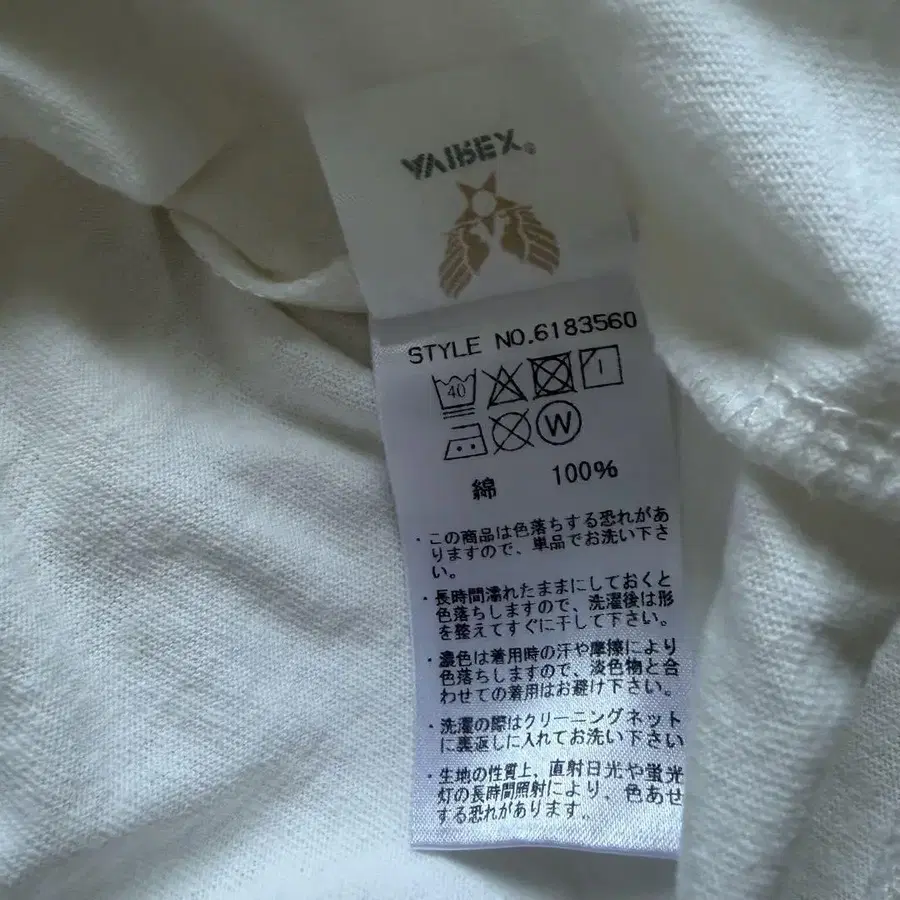 AVIREX®
STYLE NO.6183560
40
W
綿 100%
・この商品は色落ちする恐れがあ
りますので、単品でお洗い下さ
い。
・長時間濡れたままにしておくと
色落ちしますので、洗濯後は形
を整えてすぐに干して下さい。
・濃色は着用時の汗や摩擦により
色落ちしますので、淡色物と合
わせての着用はお避け下さい。
・洗濯の際はクリーニングネット
に裏返しに入れてお洗い下さい
・生地の性質上、直射日光や蛍光
灯の長時間照射により、色あせ
する恐れがあります。